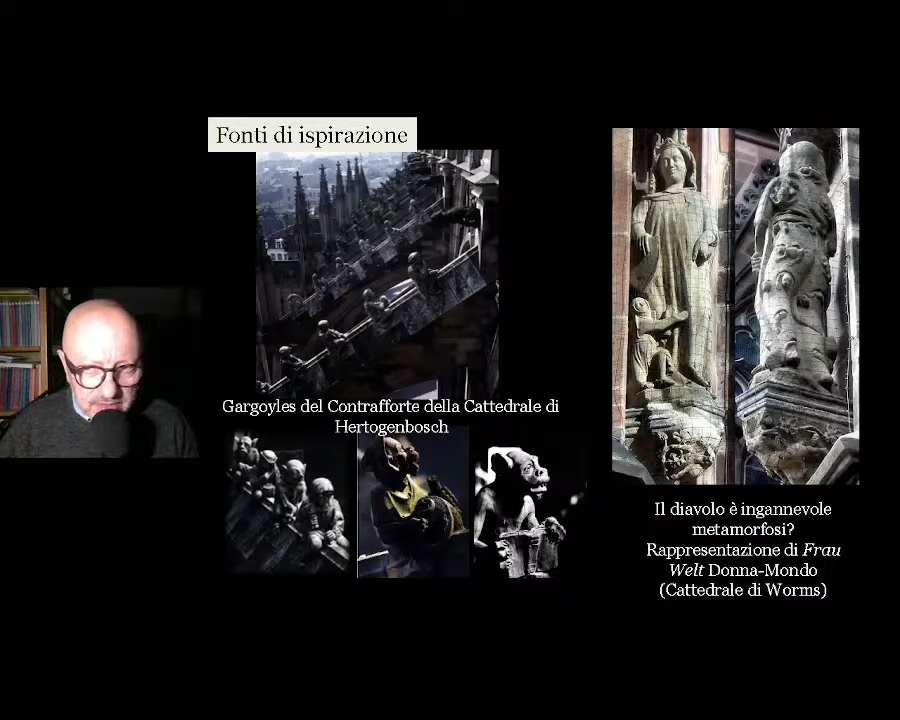 Fonti di ispirazione
Gargoyles del Contrafforte della Cattedrale di
Hertogenbosch
Il diavolo è ingannevole
metamorfosi?
Rappresentazione di Frau
Welt Donna-Mondo
(Cattedrale di Worms)